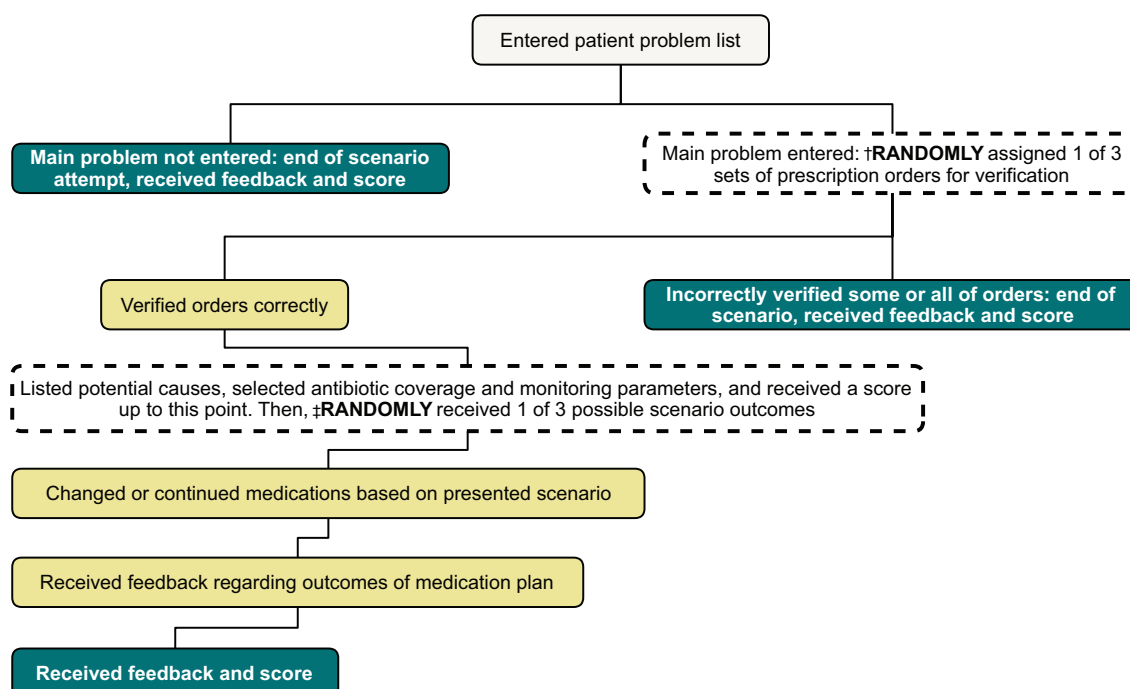 Entered patient problem list
Main problem not entered: end of scenario
attempt, received feedback and score
Main problem entered: †RANDOMLY assigned 1 of 3
sets of prescription orders for verification
Verified orders correctly
Incorrectly verified some or all of orders: end of
scenario, received feedback and score
Listed potential causes, selected antibiotic coverage and monitoring parameters, and received a score
up to this point. Then, ‡RANDOMLY received 1 of 3 possible scenario outcomes
Changed or continued medications based on presented scenario
Received feedback regarding outcomes of medication plan
Received feedback and score